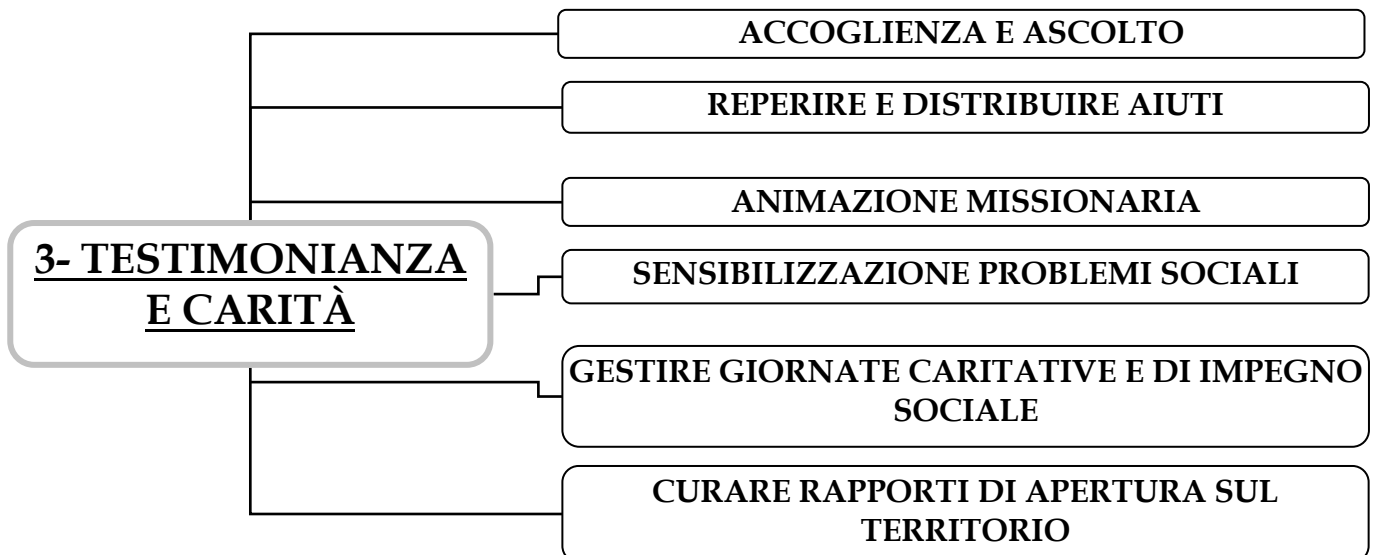 ACCOGLIENZA E ASCOLTO
REPERIRE E DISTRIBUIRE AIUTI
ANIMAZIONE MISSIONARIA
3- TESTIMONIANZA
E CARITÀ
SENSIBILIZZAZIONE PROBLEMI SOCIALI
GESTIRE GIORNATE CARITATIVE E DI IMPEGNO
SOCIALE
CURARE RAPPORTI DI APERTURA SUL
TERRITORIO